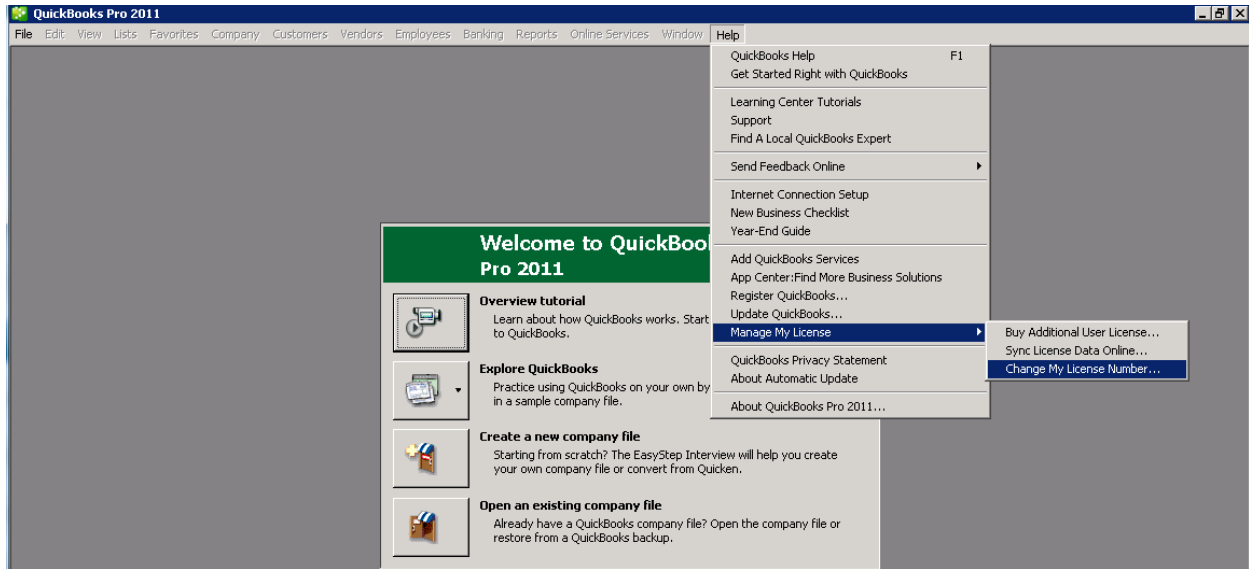 QuickBooks Pro 2011
File Edit View Lists Favorites Company Customers Vendors Employees Banking Reports Online Services Window Help
QuickBooks Help F1
Get Started Right with QuickBooks
Learning Center Tutorials
Support
Find A Local QuickBooks Expert
Send Feedback Online
Internet Connection Setup
New Business Checklist
Year-End Guide
Add QuickBooks Services
App Center:Find More Business Solutions
Register QuickBooks...
Update QuickBooks...
Manage My License
QuickBooks Privacy Statement
About Automatic Update
About QuickBooks Pro 2011...
Buy Additional User License...
Sync License Data Online...
Change My License Number...
Welcome to QuickBoo
Pro 2011
Overview tutorial
Learn about how QuickBooks works. Start
to QuickBooks.
Explore QuickBooks
Practice using QuickBooks on your own by
in a sample company file.
Create a new company file
Starting from scratch? The EasyStep Interview will help you create
your own company file or convert from Quicken.
Open an existing company file
Already have a QuickBooks company file? Open the company file or
restore from a QuickBooks backup.